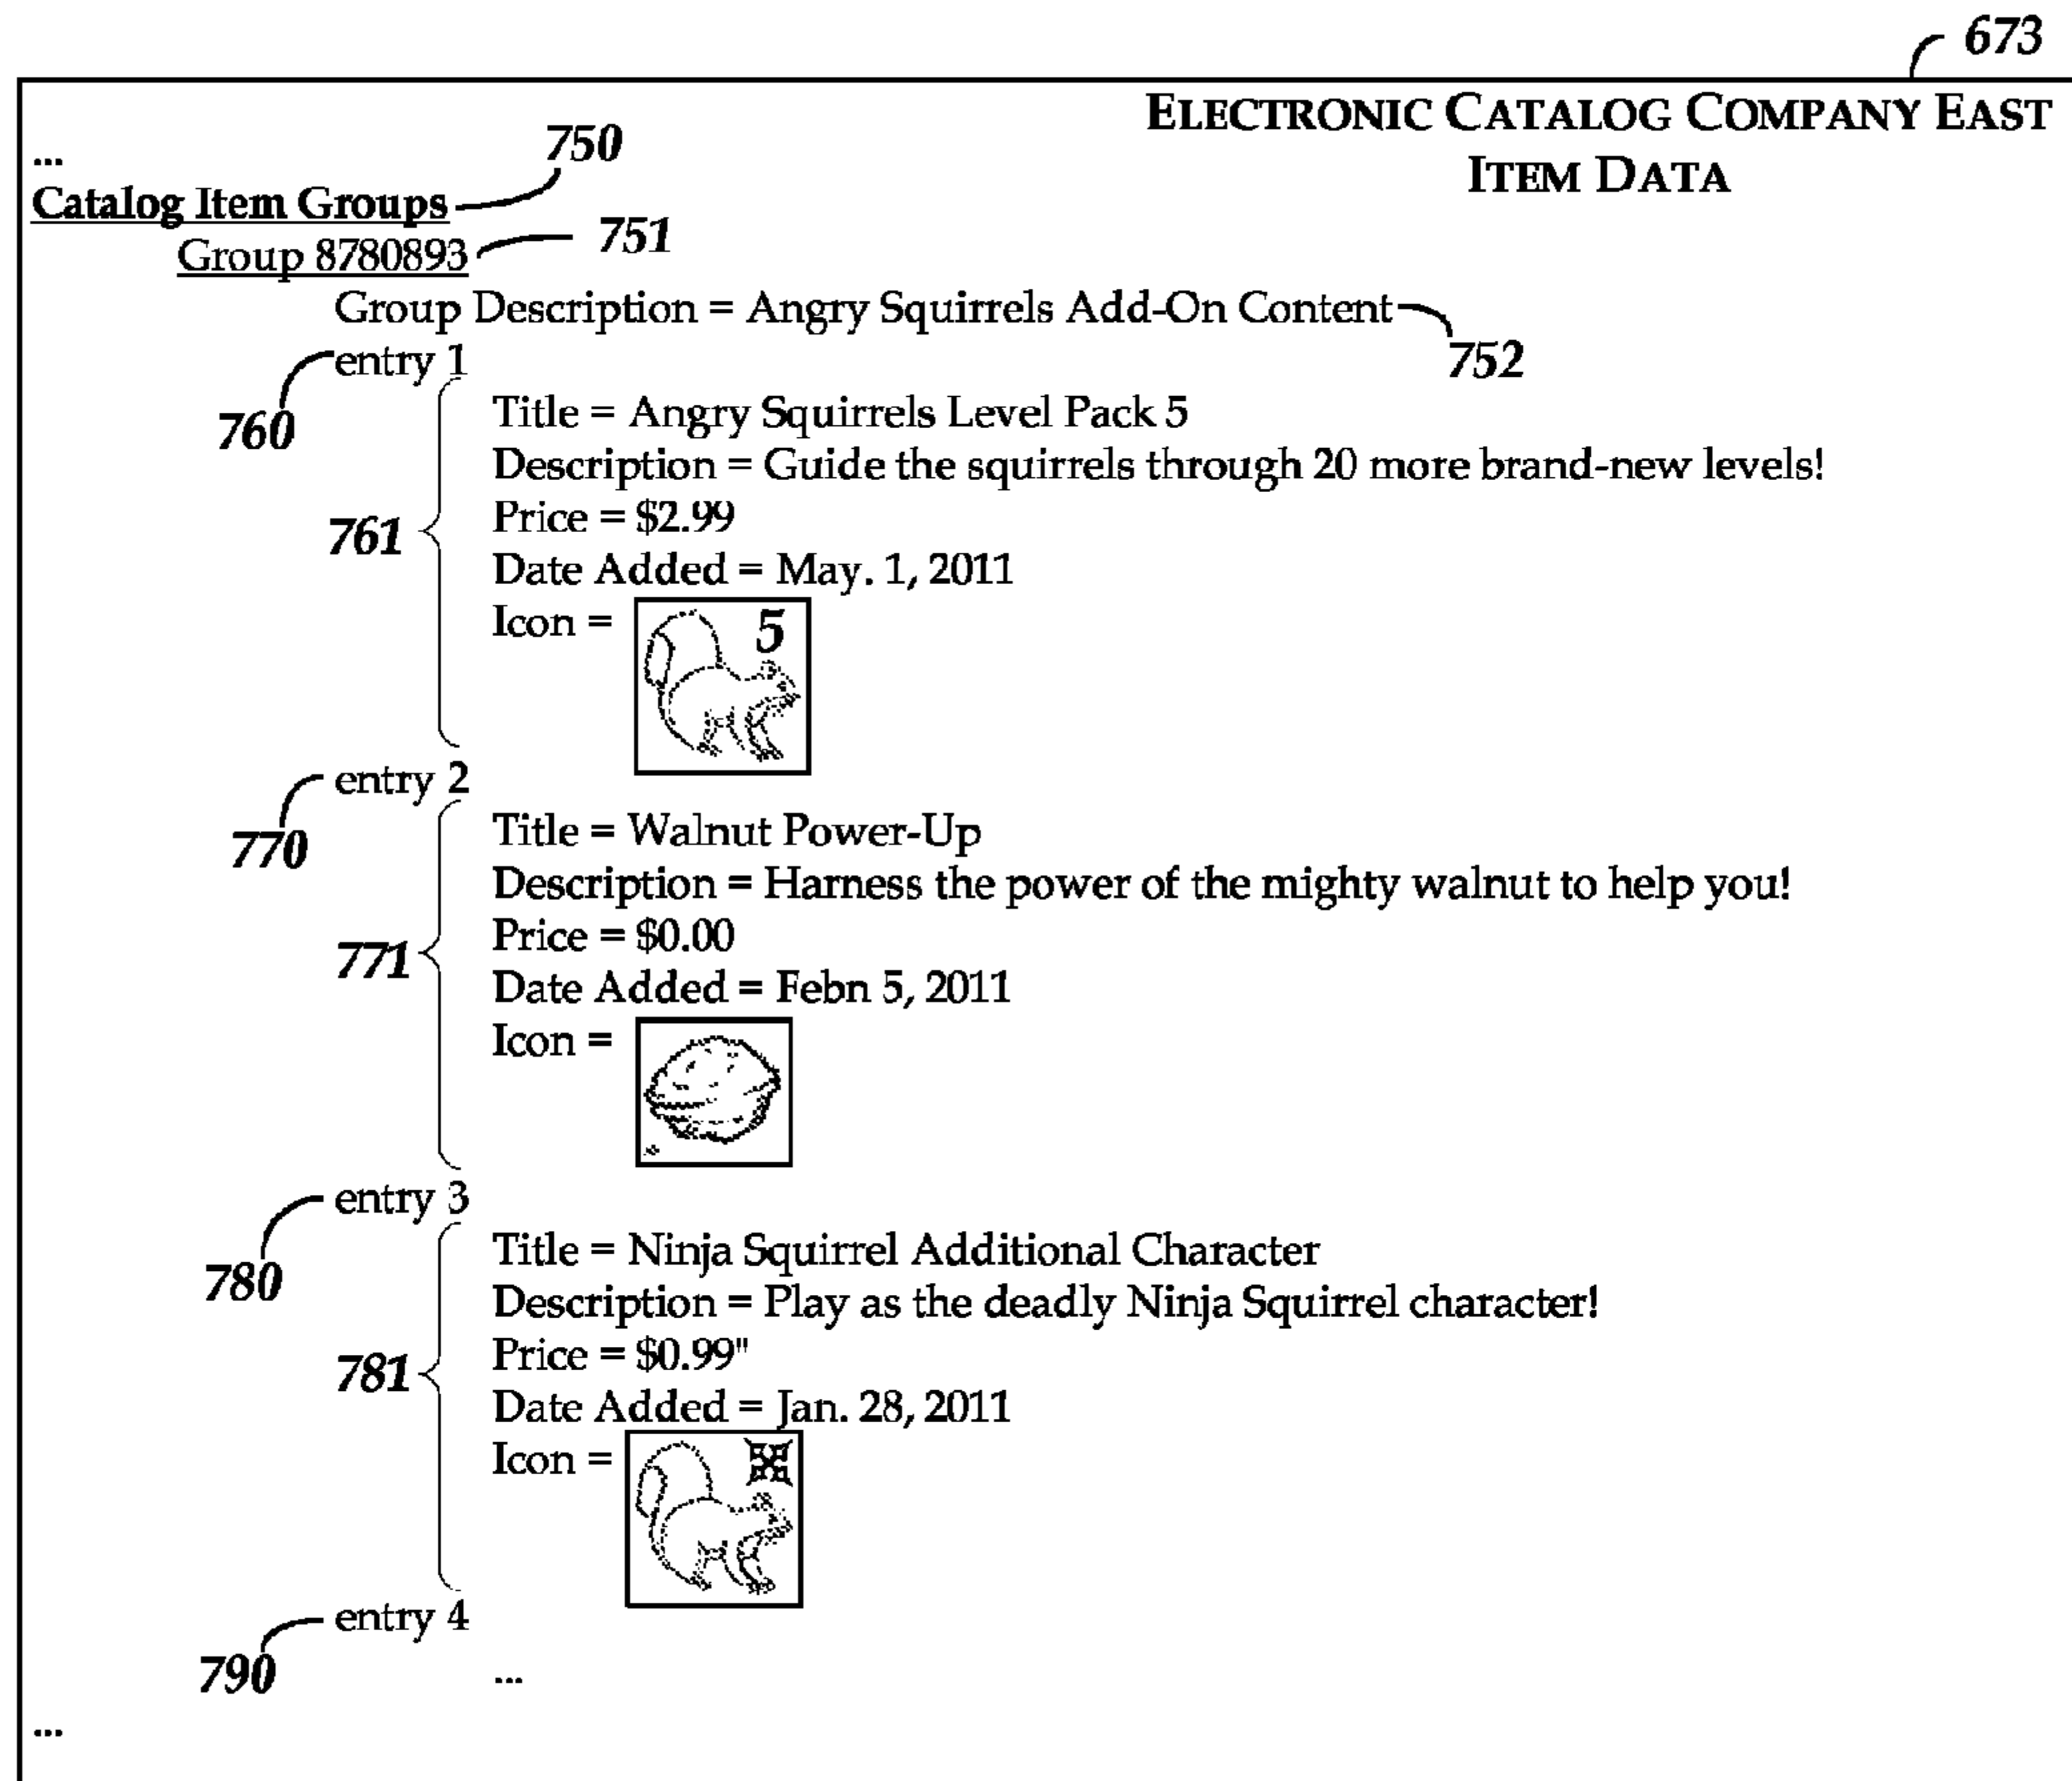 673
ELECTRONIC CATALOG COMPANY EAST
ITEM DATA
...
750
Catalog Item Groups
Group 8780893
751
Group Description = Angry Squirrels Add-On Content
752
entry 1
760
Title = Angry Squirrels Level Pack 5
Description = Guide the squirrels through 20 more brand-new levels!
761
Price = $2.99
Date Added = May. 1, 2011
Icon =
5
entry 2
770
Title = Walnut Power-Up
Description = Harness the power of the mighty walnut to help you!
771
Price = $0.00
Date Added = Febn 5, 2011
Icon =
entry 3
780
Title = Ninja Squirrel Additional Character
Description = Play as the deadly Ninja Squirrel character!
781
Price = $0.99"
Date Added = Jan. 28, 2011
Icon =
entry 4
790
...
...